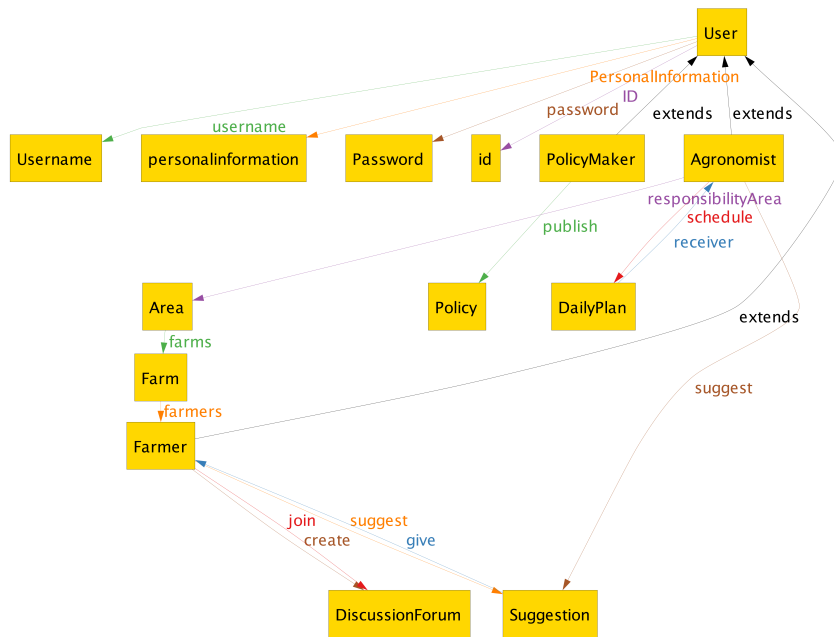 User
PersonalInformation
ID
password
extends
extends
username
Username
personalinformation
Password
id
PolicyMaker
Agronomist
responsibilityArea
schedule
publish
receiver
Area
Policy
DailyPlan
extends
farms
Farm
suggest
farmers
Farmer
join
suggest
create
give
DiscussionForum
Suggestion